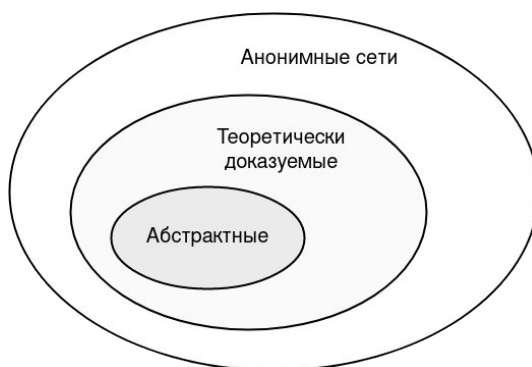 Анонимные сети
Теоретически
доказуемые
Абстрактные